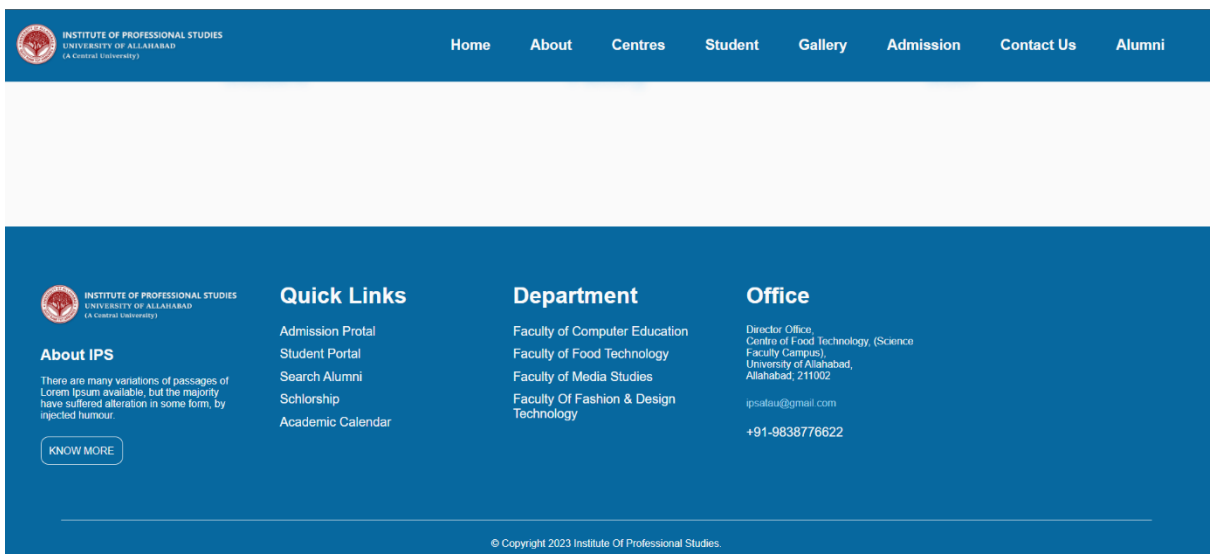 INSTITUTE OF PROFESSIONAL STUDIES
UNIVERSITY OF ALLAHABAD
(A Central University)
Home About Centres Student Gallery Admission Contact Us Alumni
INSTITUTE OF PROFESSIONAL STUDIES
UNIVERSITY OF ALLAHABAD
(A Central University)
About IPS
There are many variations of passages of
Lorem Ipsum available, but the majority
have suffered alteration in some form, by
injected humour.
KNOW MORE
Quick Links
Admission Protal
Student Portal
Search Alumni
Schlorship
Academic Calendar
Department
Faculty of Computer Education
Faculty of Food Technology
Faculty of Media Studies
Faculty Of Fashion & Design
Technology
Office
Director Office,
Centre of Food Technology, (Science
Faculty Campus),
University of Allahabad,
Allahabad; 211002
ipsatau@gmail.com
+91-9838776622
© Copyright 2023 Institute Of Professional Studies.